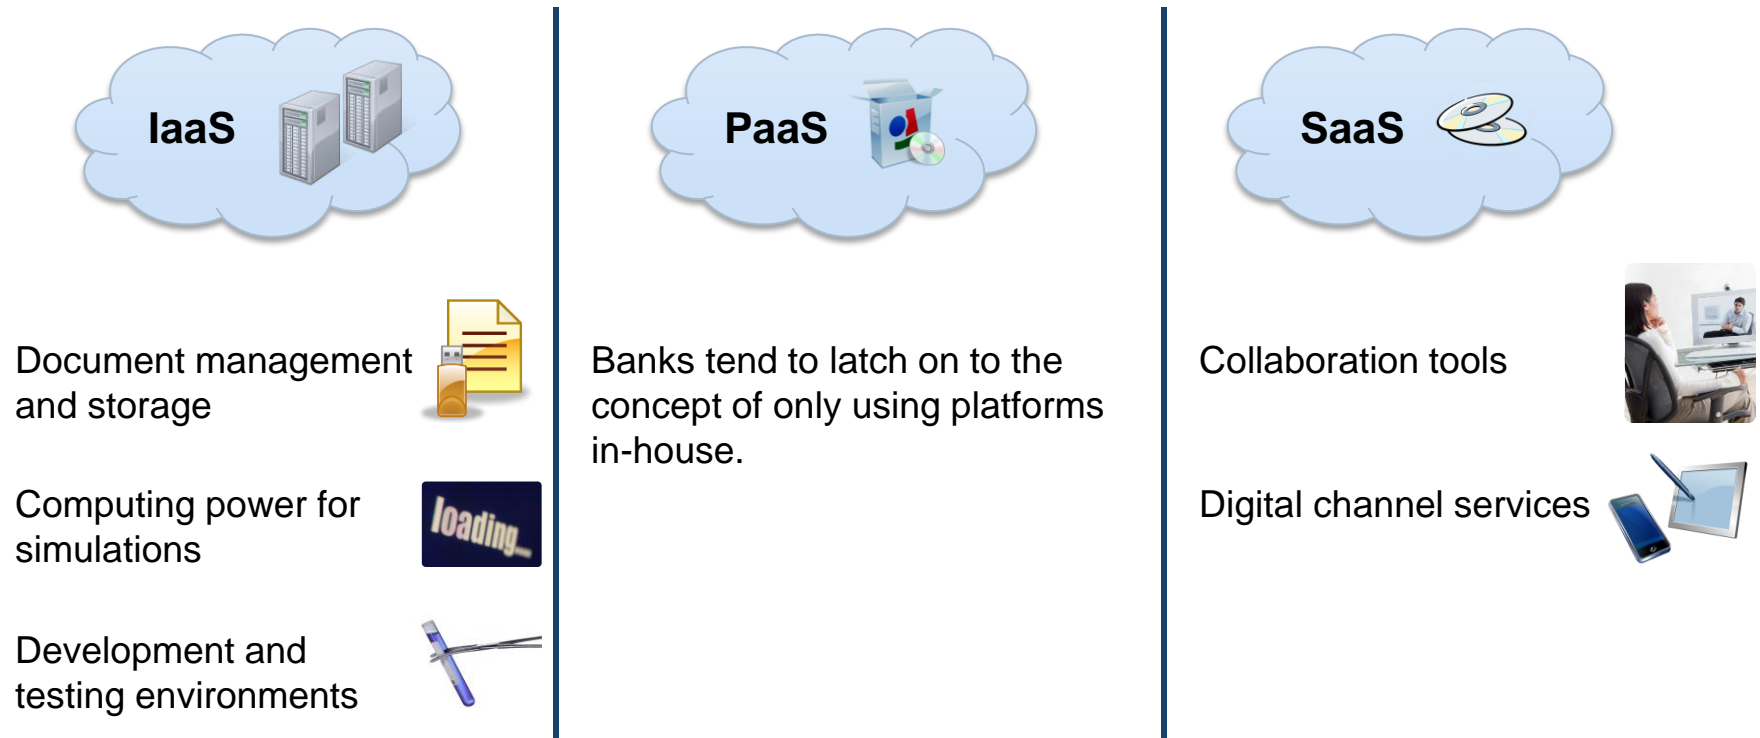 IaaS
Document management
and storage
Computing power for
simulations
loading...
Development and
testing environments
PaaS
Banks tend to latch on to the
concept of only using platforms
in-house.
SaaS
Collaboration tools
Digital channel services